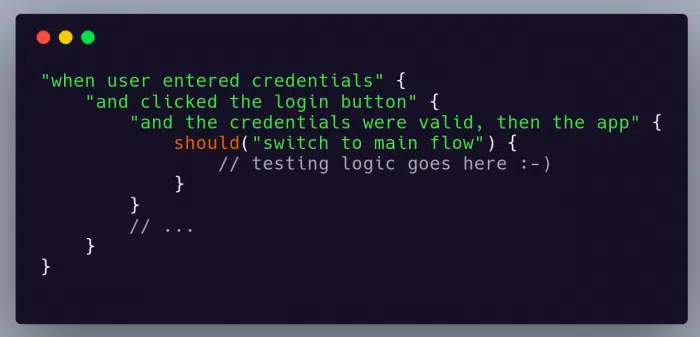 "when user entered credentials" {
"and clicked the login button" {
"and the credentials were valid, then the app" {
should("switch to main flow") {
// testing logic goes here :-)
}
}
// ...
}
}